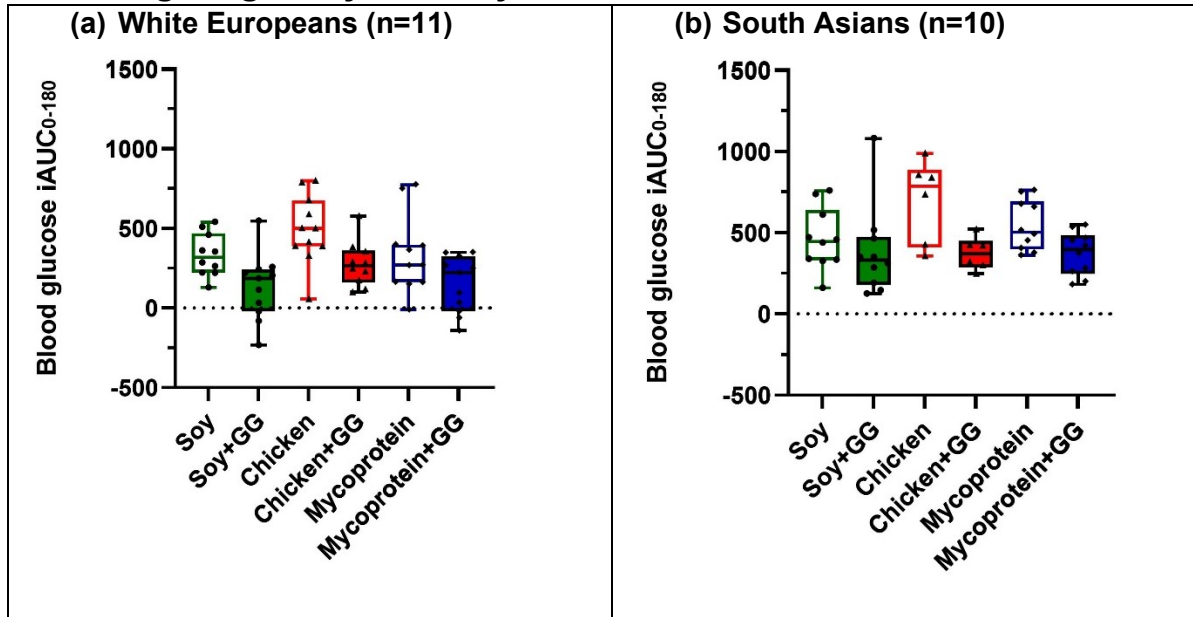 (a) White Europeans (n=11)
Blood glucose iAUC0-180
1500
1000
500
0
-500
Soy
Soy+GG
Chicken
Chicken+GG
Mycoprotein
Mycoprotein+GG
(b) South Asians (n=10)
Blood glucose iAUC0-180
1500
1000
500
0
-500
Soy
Soy+GG
Chicken
Chicken+GG
Mycoprotein
Mycoprotein+GG